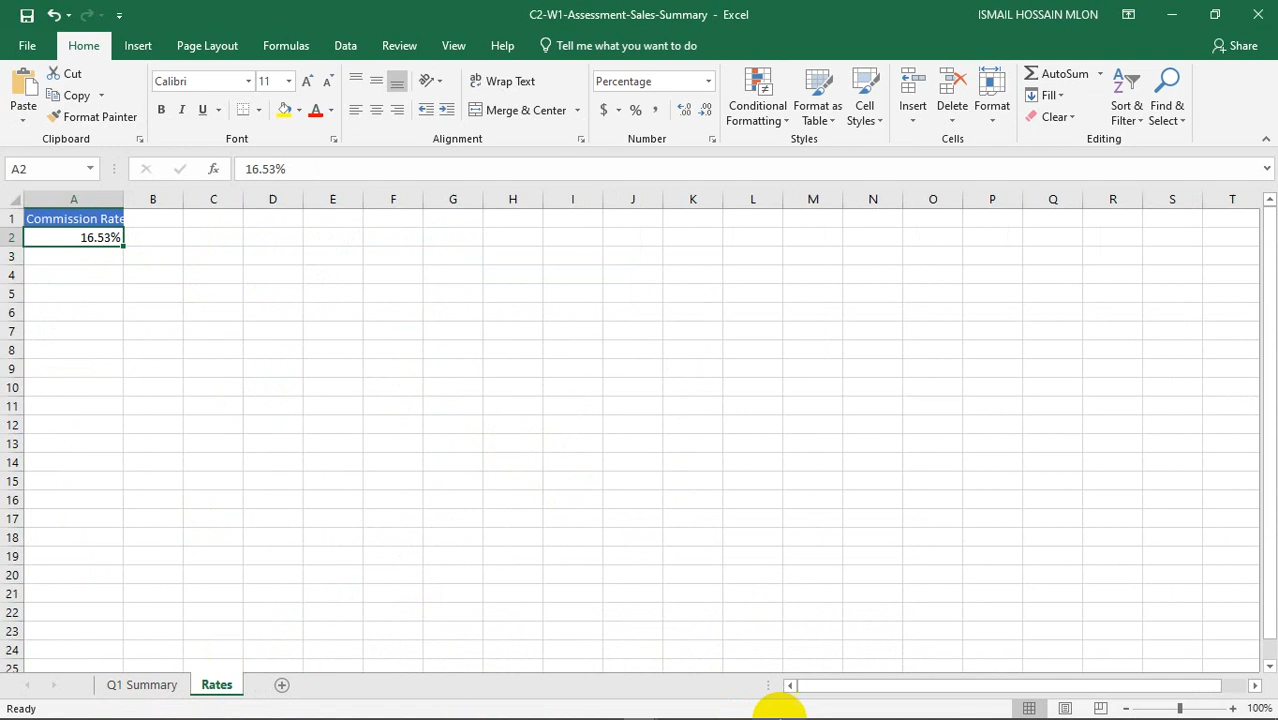 C2-W1-Assessment-Sales-Summary - Excel
ISMAIL HOSSAIN MLON
File Home Insert Page Layout Formulas Data Review View Help Tell me what you want to do Share
Paste
Cut
Copy
Format Painter
Clipboard
Calibri 11
B I U
Font
Wrap Text
Merge & Center
Alignment
Percentage
$ % ,
Number
Conditional Formatting
Format as Table
Cell Styles
Styles
Insert
Delete
Format
Cells
AutoSum
Fill
Clear
Sort & Filter
Find & Select
Editing
A2 fx 16.53%
A B C D E F G H I J K L M N O P Q R S T
1 Commission Rate
2 16.53%
3
4
5
6
7
8
9
10
11
12
13
14
15
16
17
18
19
20
21
22
23
24
25
Q1 Summary Rates
Ready 100%